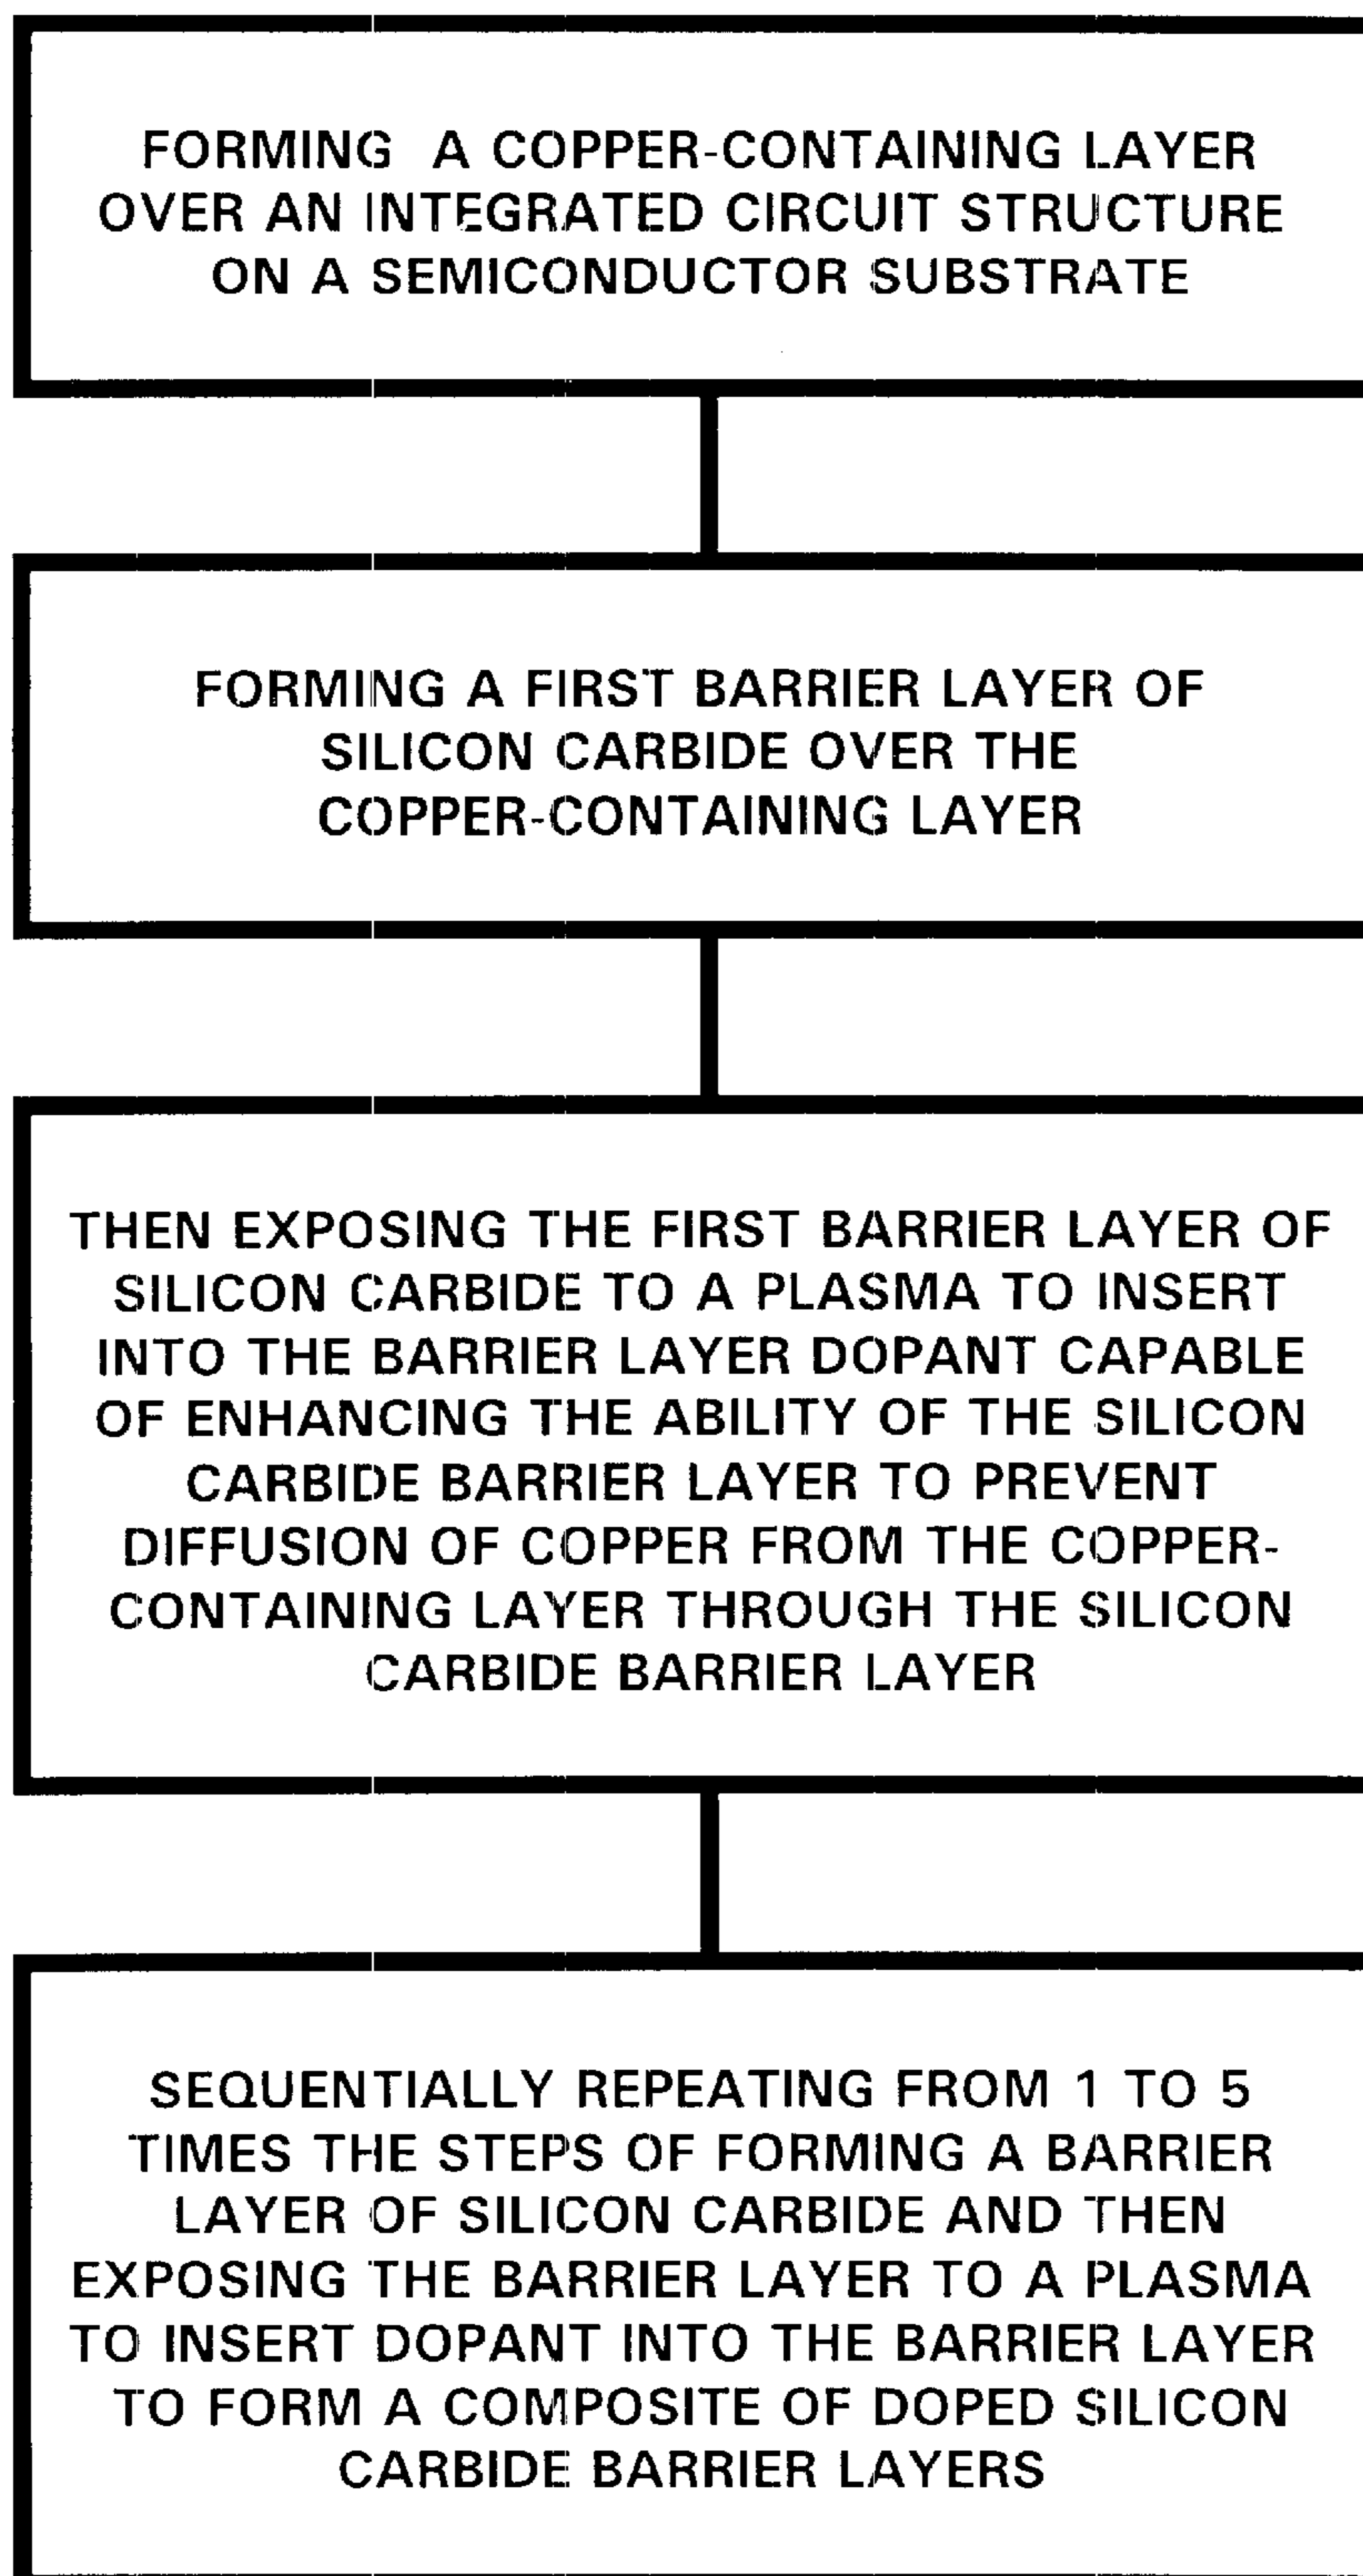 FORMING A COPPER-CONTAINING LAYER
OVER AN INTEGRATED CIRCUIT STRUCTURE
ON A SEMICONDUCTOR SUBSTRATE
FORMING A FIRST BARRIER LAYER OF
SILICON CARBIDE OVER THE
COPPER-CONTAINING LAYER
THEN EXPOSING THE FIRST BARRIER LAYER OF
SILICON CARBIDE TO A PLASMA TO INSERT
INTO THE BARRIER LAYER DOPANT CAPABLE
OF ENHANCING THE ABILITY OF THE SILICON
CARBIDE BARRIER LAYER TO PREVENT
DIFFUSION OF COPPER FROM THE COPPER-
CONTAINING LAYER THROUGH THE SILICON
CARBIDE BARRIER LAYER
SEQUENTIALLY REPEATING FROM 1 TO 5
TIMES THE STEPS OF FORMING A BARRIER
LAYER OF SILICON CARBIDE AND THEN
EXPOSING THE BARRIER LAYER TO A PLASMA
TO INSERT DOPANT INTO THE BARRIER LAYER
TO FORM A COMPOSITE OF DOPED SILICON
CARBIDE BARRIER LAYERS